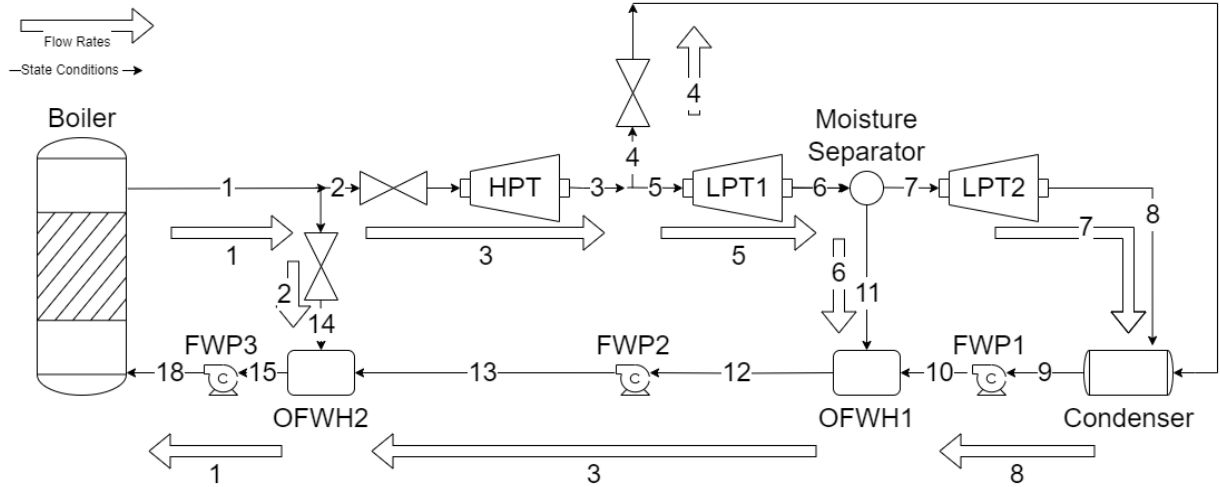 Flow Rates
State Conditions
4
Boiler
Moisture
Separator
4
1
2
HPT
3
5
LPT1
6
7
LPT2
8
1
3
5
7
6
2
11
14
FWP3
FWP2
FWP1
18
C
15
13
C
12
10
C
9
OFWH2
OFWH1
Condenser
1
3
8